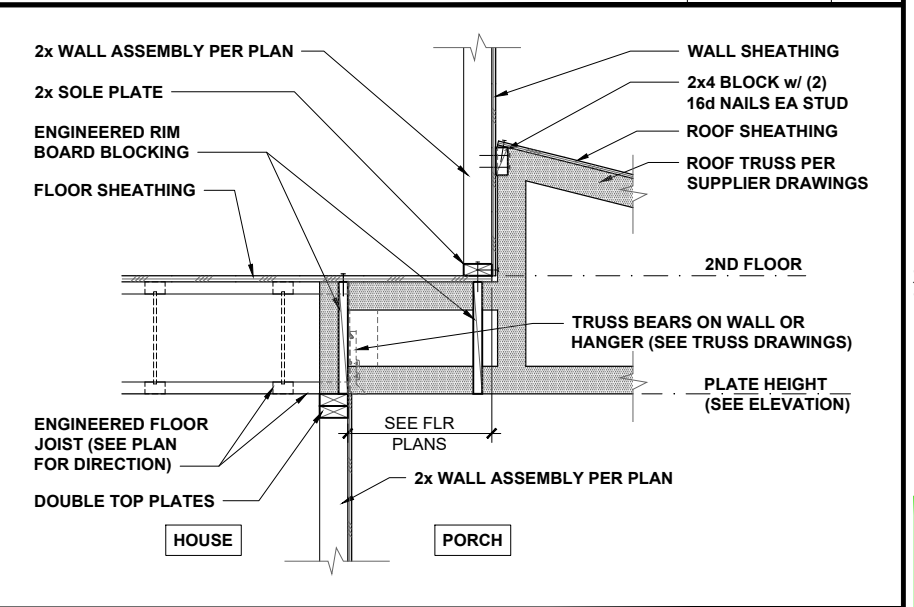 2x WALL ASSEMBLY PER PLAN
2x SOLE PLATE
ENGINEERED RIM
BOARD BLOCKING
FLOOR SHEATHING
WALL SHEATHING
2x4 BLOCK w/ (2)
16d NAILS EA STUD
ROOF SHEATHING
ROOF TRUSS PER
SUPPLIER DRAWINGS
2ND FLOOR
TRUSS BEARS ON WALL OR
HANGER (SEE TRUSS DRAWINGS)
PLATE HEIGHT
(SEE ELEVATION)
ENGINEERED FLOOR
JOIST (SEE PLAN
FOR DIRECTION)
DOUBLE TOP PLATES
SEE FLR
PLANS
2x WALL ASSEMBLY PER PLAN
HOUSE
PORCH